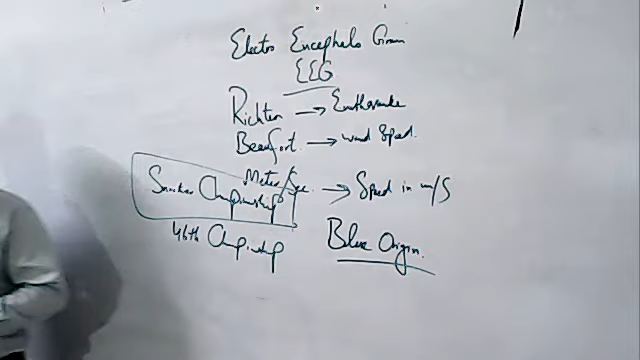 Electro Encephalo Gram
EEG
Richter → Earthquake
Beaufort. → wind Speed.
Meter/Sec. → Speed in m/S
Snooker Championship
46th Championship
Blue Origin.